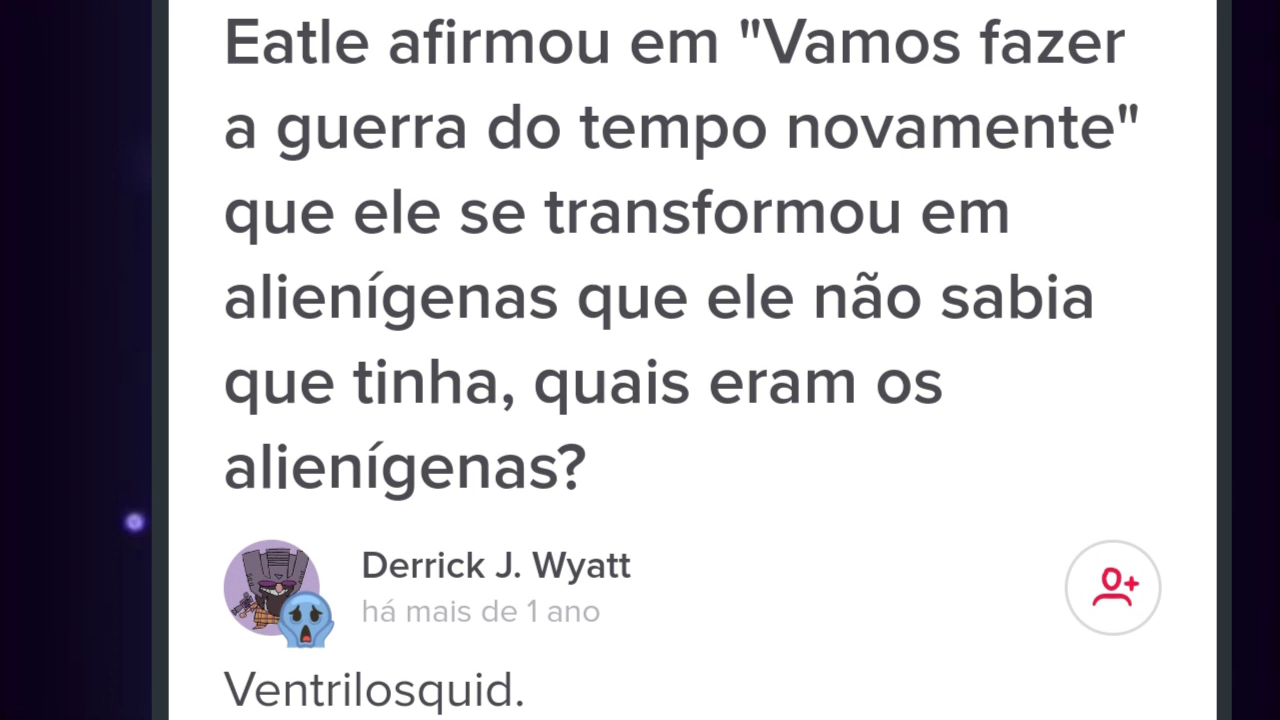 Eatle afirmou em "Vamos fazer
a guerra do tempo novamente"
que ele se transformou em
alienígenas que ele não sabia
que tinha, quais eram os
alienígenas?
Derrick J. Wyatt
há mais de 1 ano
Ventrilosquid.